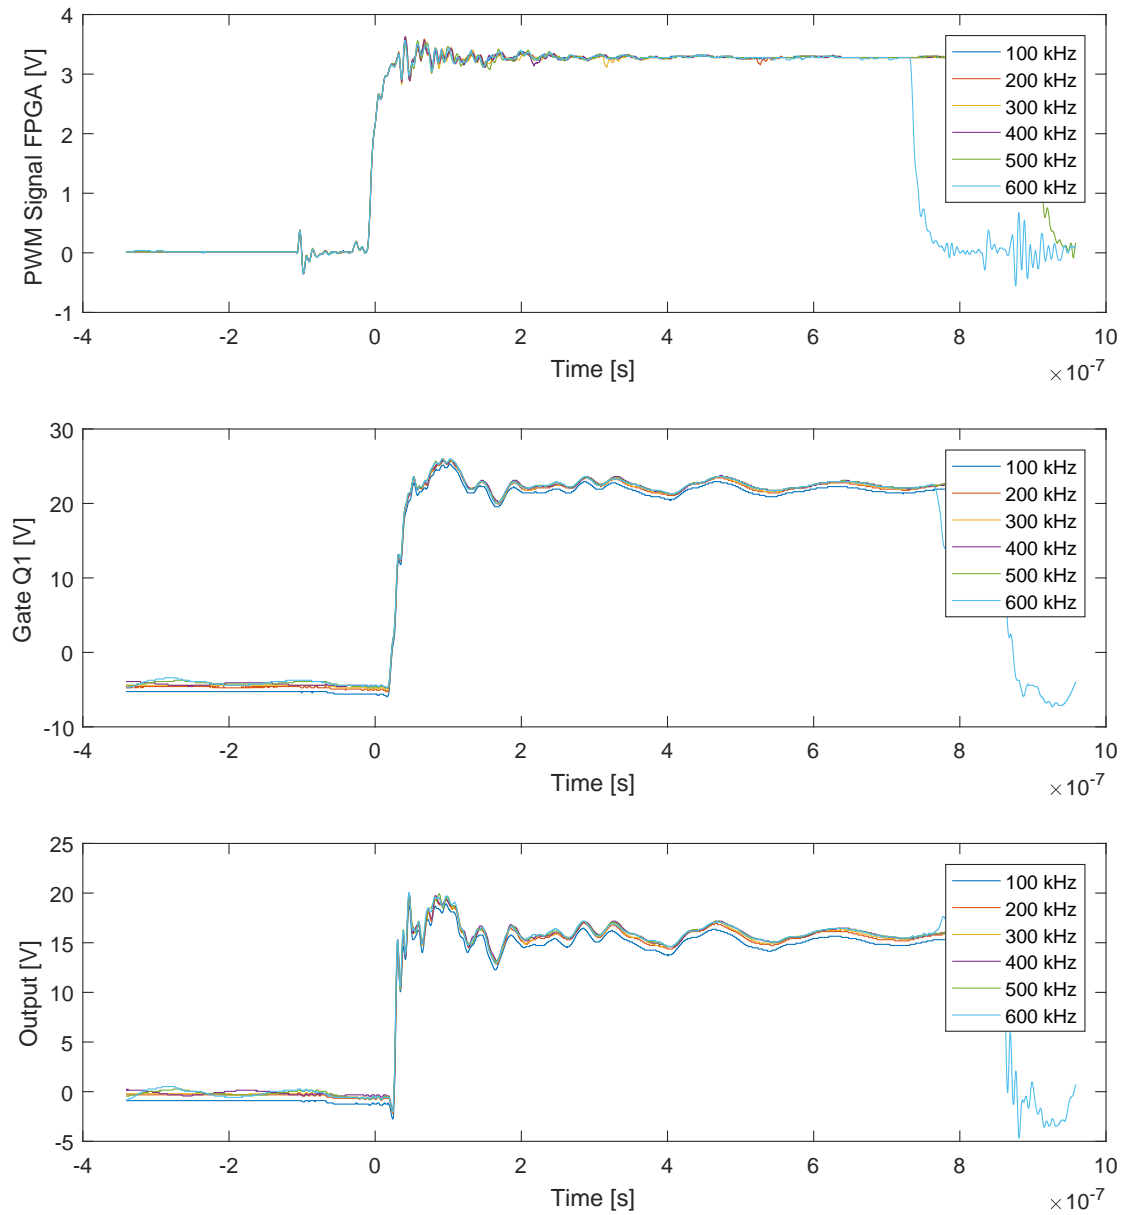 4
3
2
1
0
-1
PWM Signal FPGA [V]
100 kHz
200 kHz
300 kHz
400 kHz
500 kHz
600 kHz
-4 -2 0 2 4 6 8 10
Time [s]
×10⁻⁷
30
20
10
0
-10
Gate Q1 [V]
100 kHz
200 kHz
300 kHz
400 kHz
500 kHz
600 kHz
-4 -2 0 2 4 6 8 10
Time [s]
×10⁻⁷
25
20
15
10
5
0
-5
Output [V]
100 kHz
200 kHz
300 kHz
400 kHz
500 kHz
600 kHz
-4 -2 0 2 4 6 8 10
Time [s]
×10⁻⁷